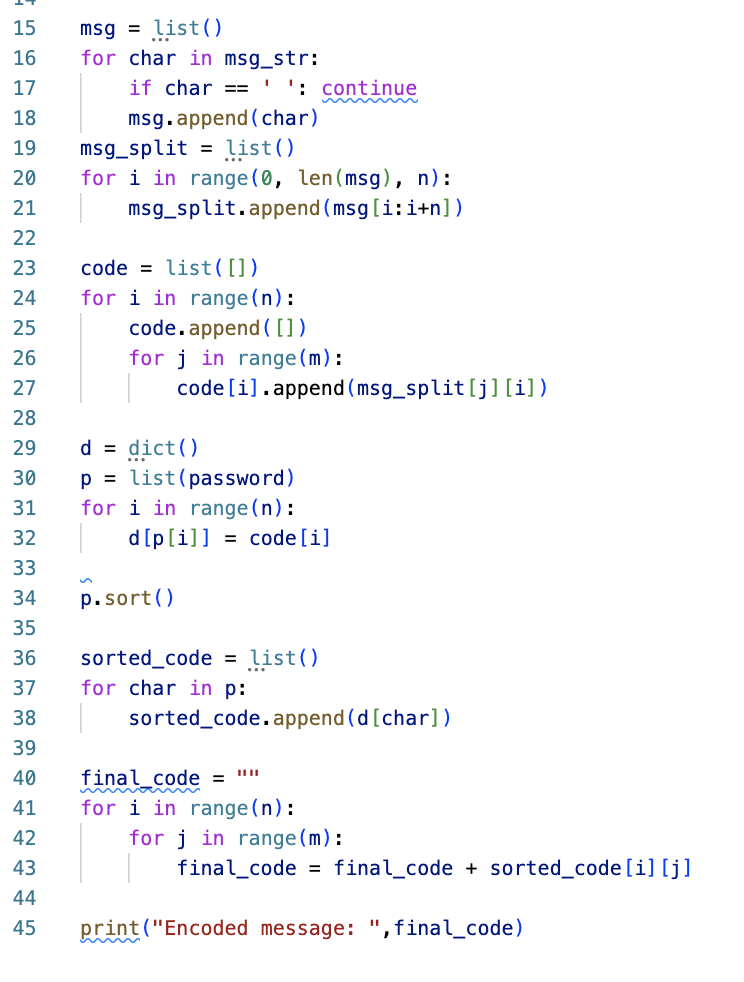 15 msg = list()
16 for char in msg_str:
17     if char == ' ': continue
18     msg.append(char)
19 msg_split = list()
20 for i in range(0, len(msg), n):
21     msg_split.append(msg[i:i+n])
22
23 code = list([])
24 for i in range(n):
25     code.append([])
26     for j in range(m):
27         code[i].append(msg_split[j][i])
28
29 d = dict()
30 p = list(password)
31 for i in range(n):
32     d[p[i]] = code[i]
33
34 p.sort()
35
36 sorted_code = list()
37 for char in p:
38     sorted_code.append(d[char])
39
40 final_code = ""
41 for i in range(n):
42     for j in range(m):
43         final_code = final_code + sorted_code[i][j]
44
45 print("Encoded message: ",final_code)